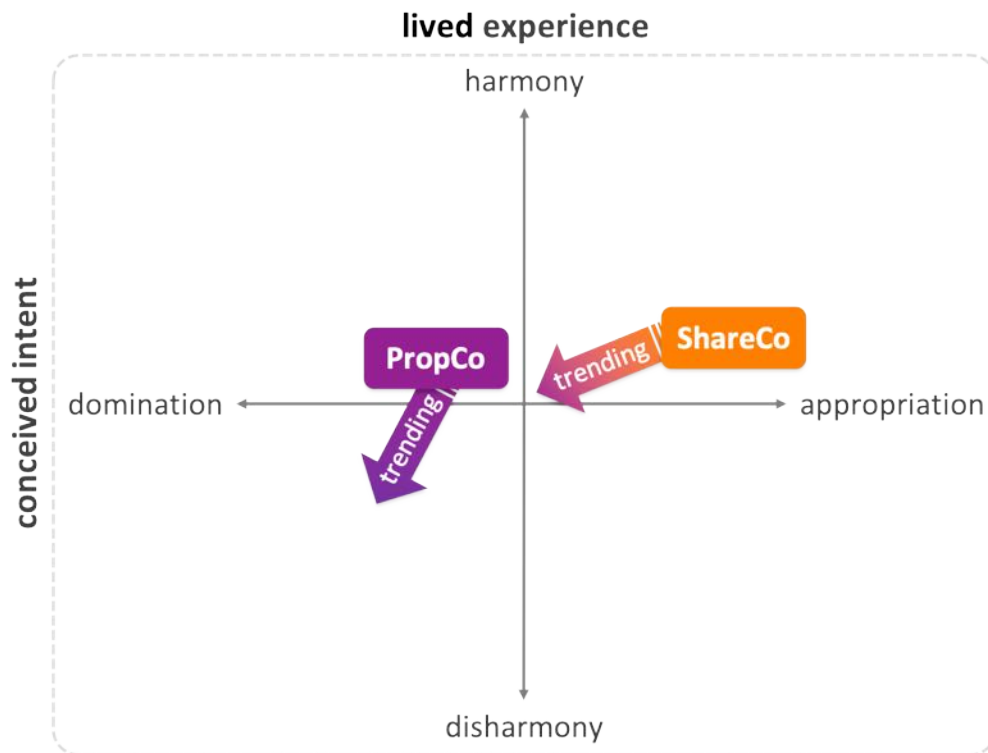 lived experience
harmony
conceived intent
PropCo
trending
trending
ShareCo
domination
appropriation
disharmony